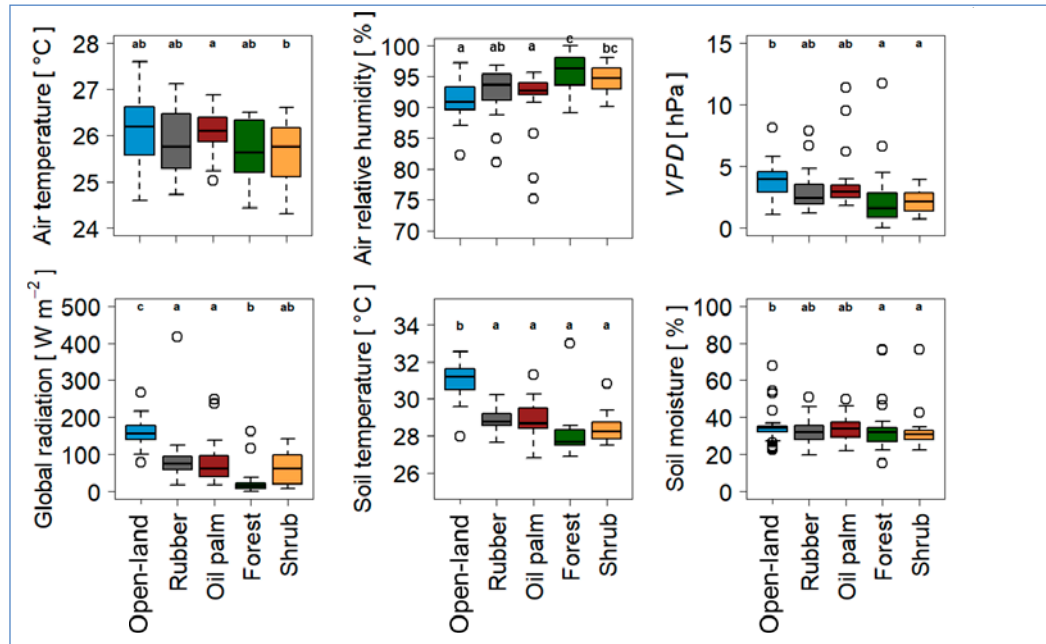 Air temperature [ °C]
28
27
26
25
24
ab ab a ab b
Air relative humidity [ %]
100
95
90
85
80
75
70
a ab a c bc
VPD [ hPa]
15
10
5
0
b ab ab a a
Global radiation [ W m−2]
500
400
300
200
100
0
c a a b ab
Open-land
Rubber
Oil palm
Forest
Shrub
Soil temperature [ °C]
34
32
30
28
26
b a a a a
Open-land
Rubber
Oil palm
Forest
Shrub
Soil moisture [ %]
100
80
60
40
20
0
b ab ab a a
Open-land
Rubber
Oil palm
Forest
Shrub